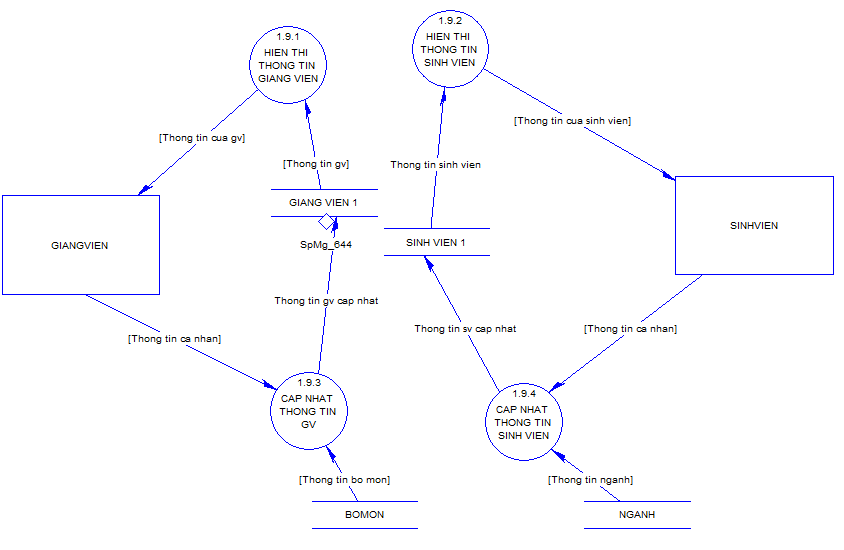 1.9.1
HIEN THI
THONG TIN
GIANG VIEN
1.9.2
HIEN THI
THONG TIN
SINH VIEN
[Thong tin cua gv]
[Thong tin gv]
Thong tin sinh vien
[Thong tin cua sinh vien]
GIANG VIEN 1
SpMg_644
SINH VIEN 1
GIANGVIEN
SINHVIEN
Thong tin gv cap nhat
Thong tin sv cap nhat
[Thong tin ca nhan]
[Thong tin ca nhan]
1.9.3
CAP NHAT
THONG TIN
GV
1.9.4
CAP NHAT
THONG TIN
SINH VIEN
[Thong tin bo mon]
[Thong tin nganh]
BOMON
NGANH